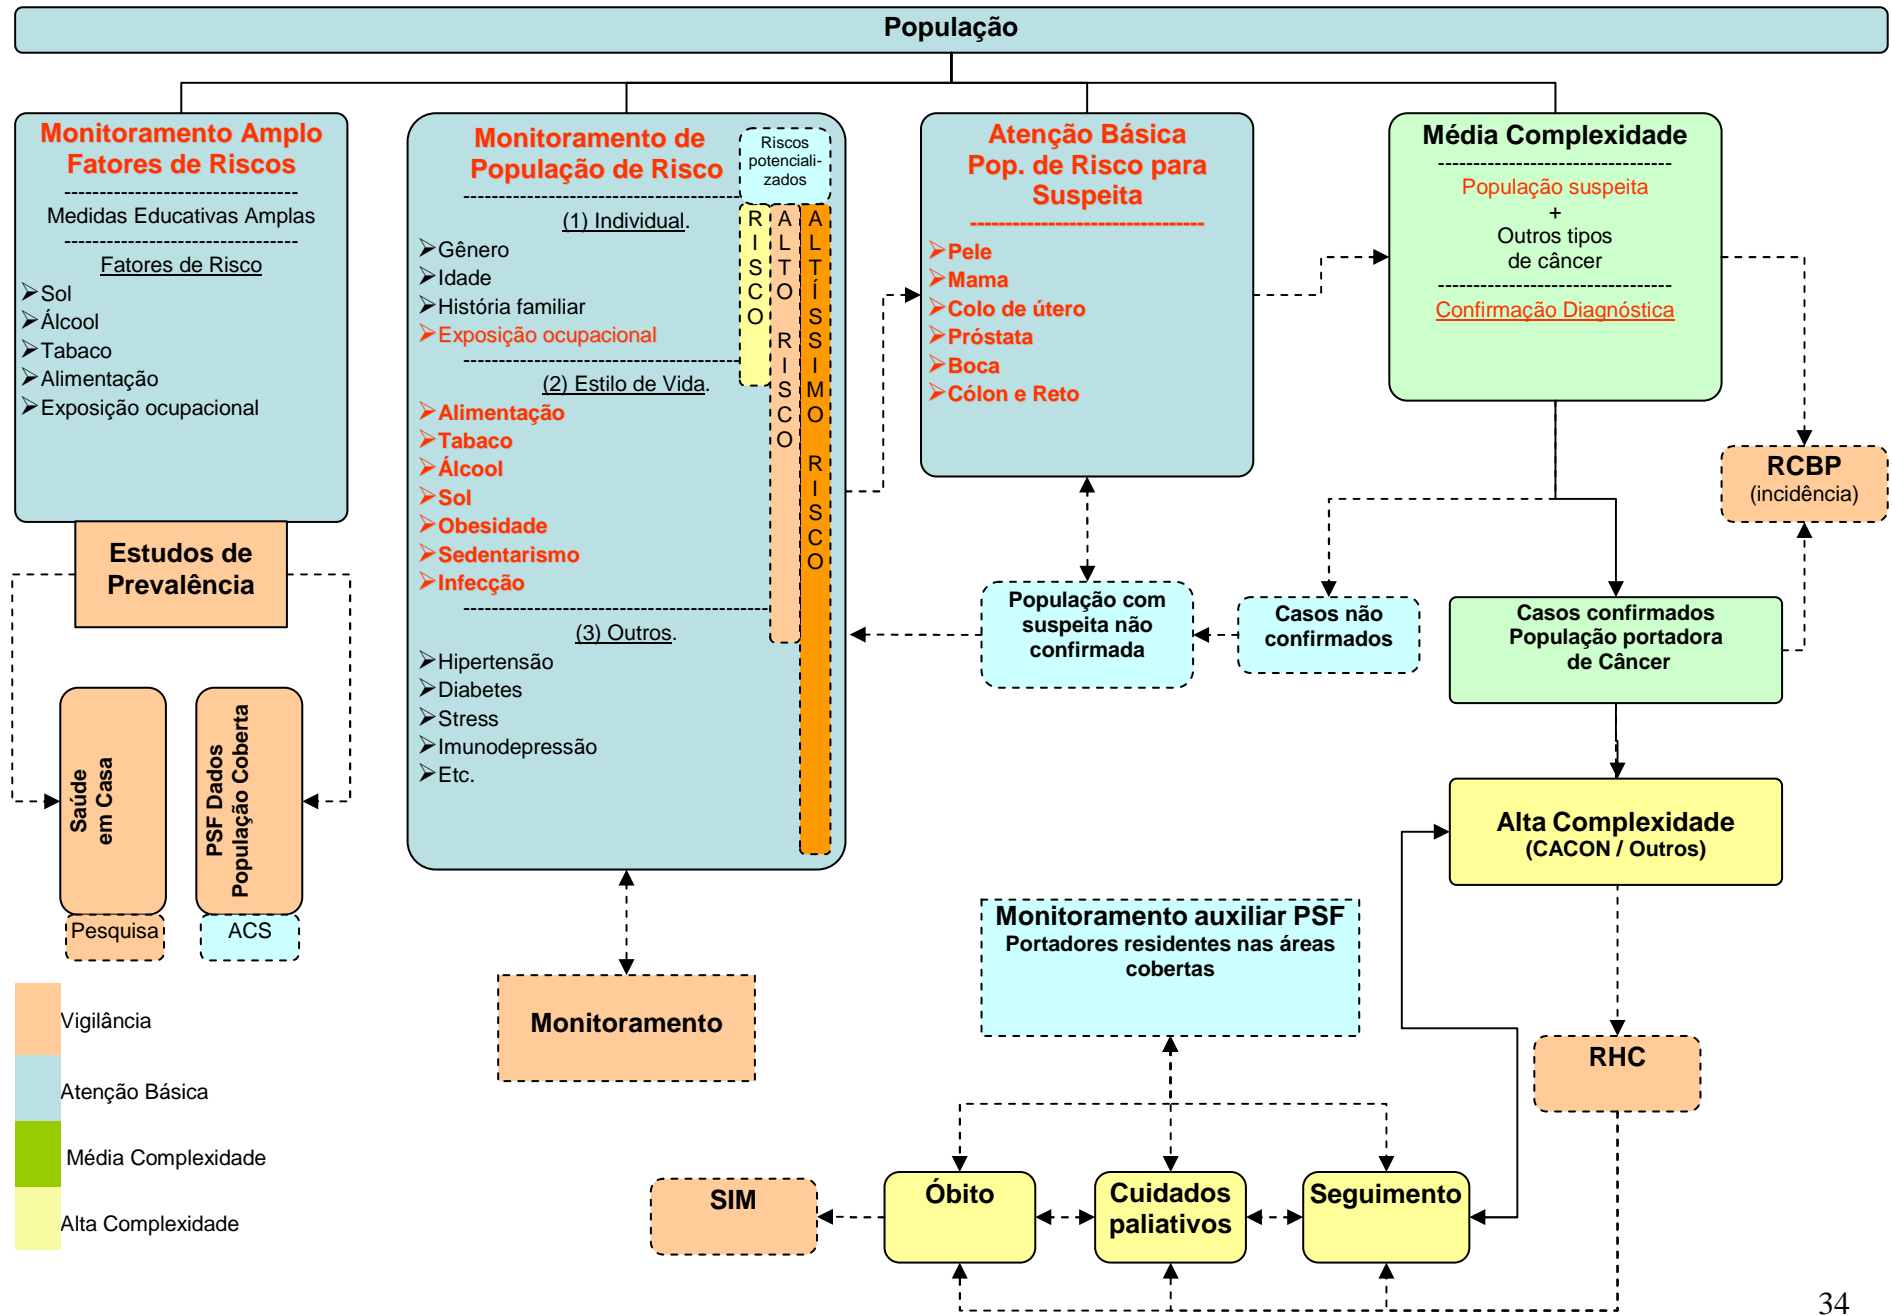 População
Monitoramento Amplo
Fatores de Riscos
Medidas Educativas Amplas
Fatores de Risco
Sol
Álcool
Tabaco
Alimentação
Exposição ocupacional
Estudos de
Prevalência
Saúde
em Casa
Pesquisa
PSF Dados
População Coberta
ACS
Monitoramento de
População de Risco
Riscos
potenciali-
zados
(1) Individual.
Gênero
Idade
História familiar
Exposição ocupacional
(2) Estilo de Vida.
Alimentação
Tabaco
Álcool
Sol
Obesidade
Sedentarismo
Infecção
(3) Outros.
Hipertensão
Diabetes
Stress
Imunodepressão
Etc.
RISCO
ALTO RISCO
ALTÍSSIMO RISCO
Monitoramento
Atenção Básica
Pop. de Risco para
Suspeita
Pele
Mama
Colo de útero
Próstata
Boca
Cólon e Reto
Média Complexidade
População suspeita
+
Outros tipos
de câncer
Confirmação Diagnóstica
RCBP
(incidência)
População com
suspeita não
confirmada
Casos não
confirmados
Casos confirmados
População portadora
de Câncer
Alta Complexidade
(CACON / Outros)
Monitoramento auxiliar PSF
Portadores residentes nas áreas
cobertas
RHC
SIM
Óbito
Cuidados
paliativos
Seguimento
Vigilância
Atenção Básica
Média Complexidade
Alta Complexidade
34